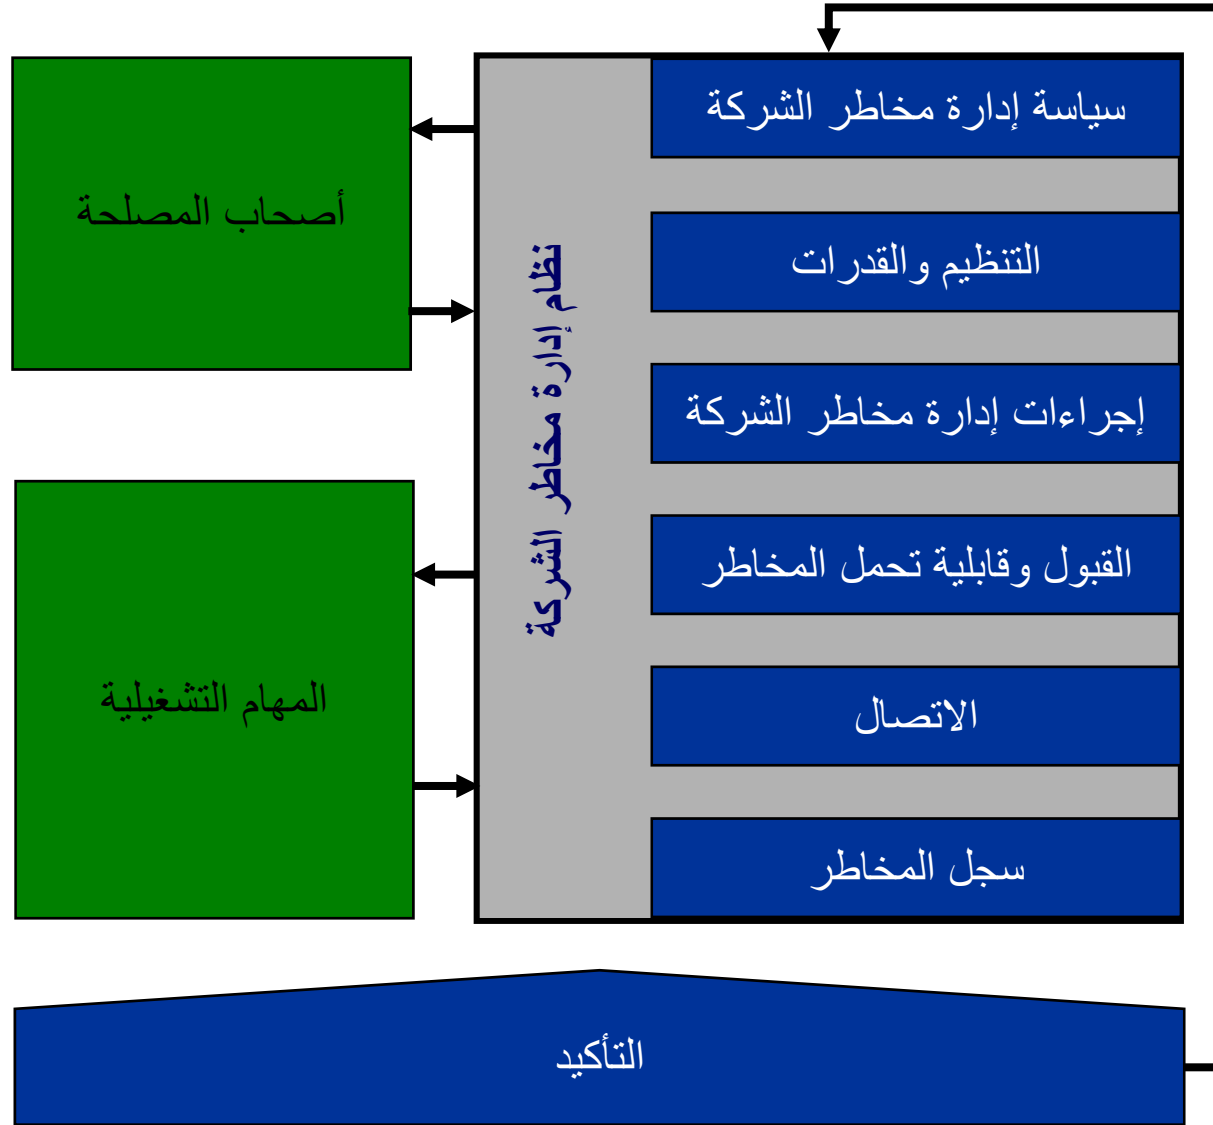 سياسة إدارة مخاطر الشركة
أصحاب المصلحة
التنظيم والقدرات
نظام إدارة مخاطر الشركة
إجراءات إدارة مخاطر الشركة
القبول وقابلية تحمل المخاطر
المهام التشغيلية
الاتصال
سجل المخاطر
التأكيد